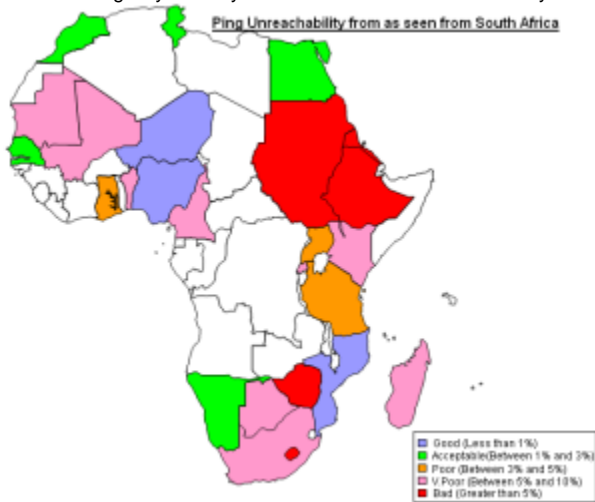 Ping Unreachability from as seen from South Africa
Good (Less than 1%)
Acceptable(Between 1% and 3%)
Poor (Between 3% and 5%)
V.Poor (Between 5% and 10%)
Bad (Greater than 5%)